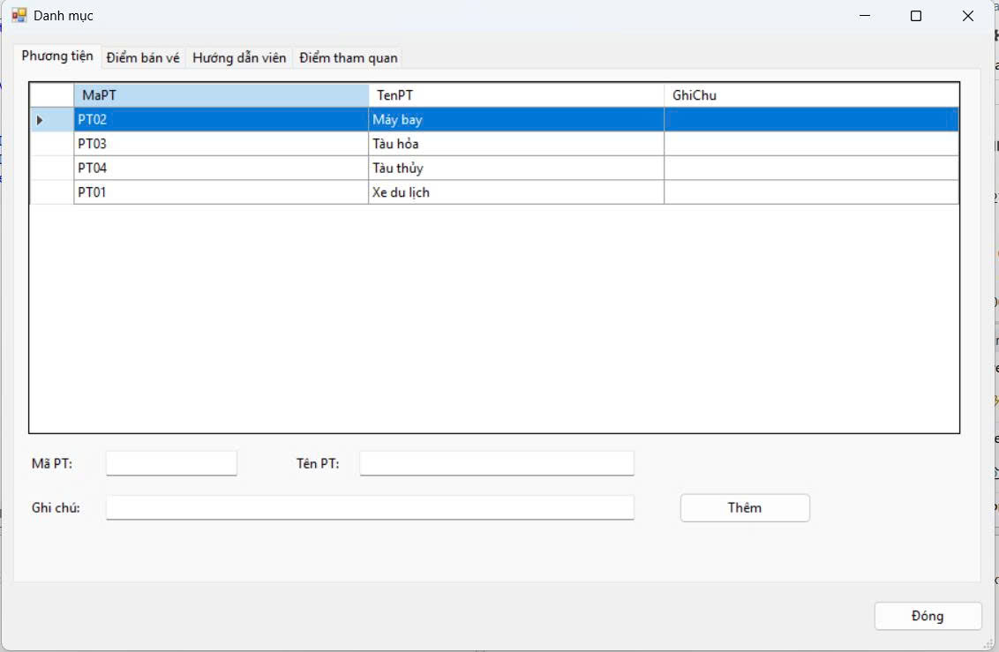 Danh mục
Phương tiện Điểm bán vé Hướng dẫn viên Điểm tham quan
MaPT TenPT GhiChu
PT02 Máy bay
PT03 Tàu hỏa
PT04 Tàu thủy
PT01 Xe du lịch
Mã PT: Tên PT:
Ghi chú: Thêm
Đóng